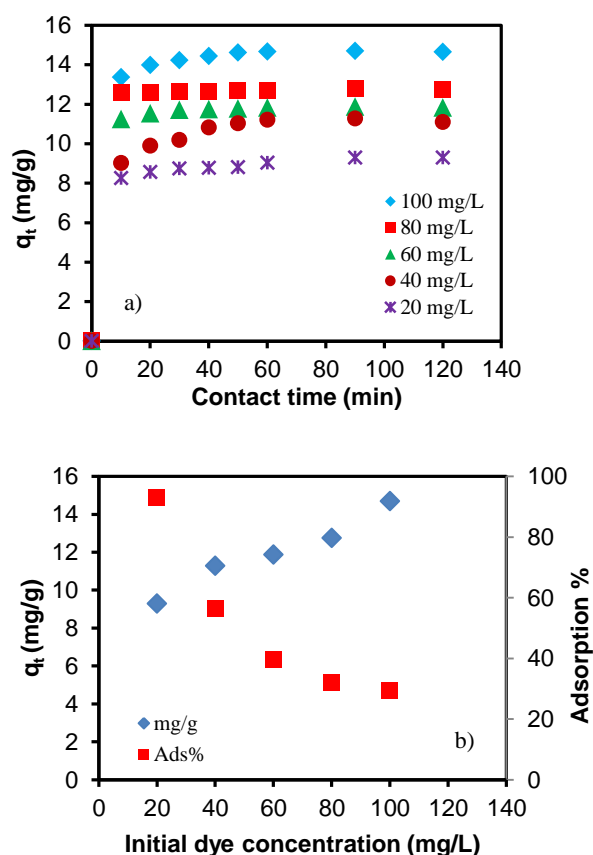 16
14
12
10
8
6
4
2
0
q_t (mg/g)
100 mg/L
80 mg/L
60 mg/L
40 mg/L
20 mg/L
a)
0 20 40 60 80 100 120 140
Contact time (min)
16
14
12
10
8
6
4
2
0
q_t (mg/g)
100
80
60
40
20
0
Adsorption %
mg/g
Ads%
b)
0 20 40 60 80 100 120 140
Initial dye concentration (mg/L)